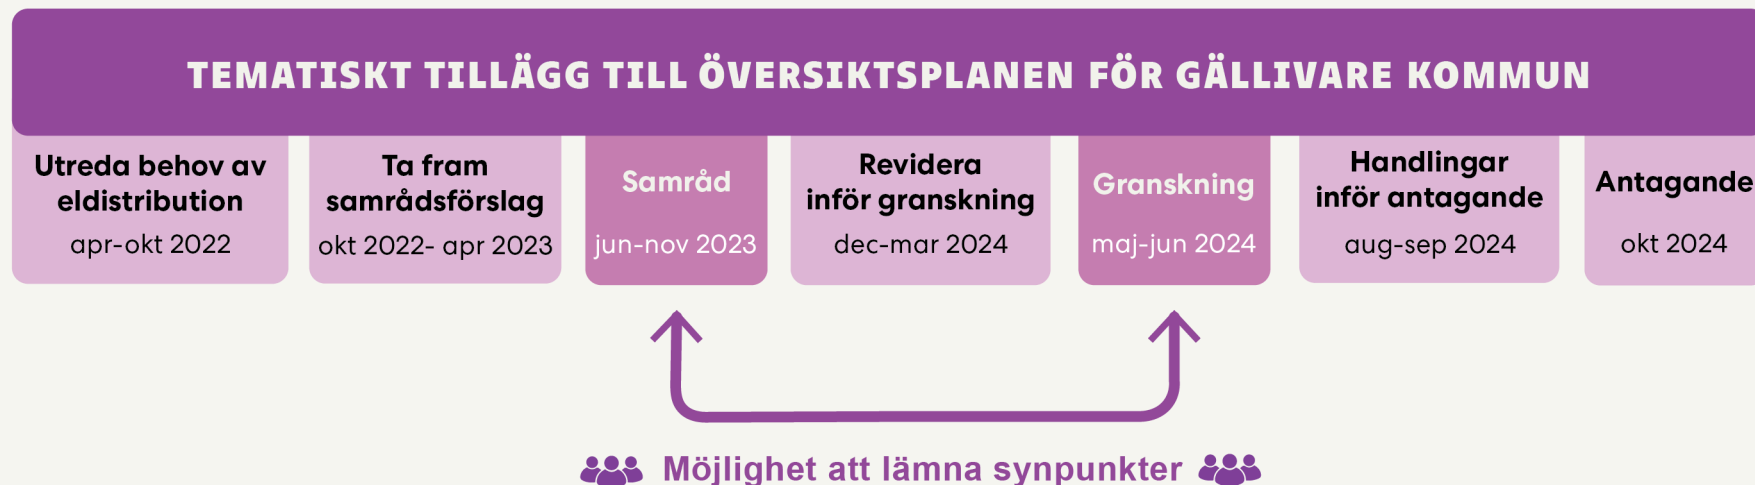 TEMATISKT TILLÄGG TILL ÖVERSIKTSPLANEN FÖR GÄLLIVARE KOMMUN
Utreda behov av
eldistribution
apr-okt 2022
Ta fram
samrådsförslag
okt 2022- apr 2023
Samråd
jun-nov 2023
Revidera
inför granskning
dec-mar 2024
Granskning
maj-jun 2024
Handlingar
inför antagande
aug-sep 2024
Antagande
okt 2024
Möjlighet att lämna synpunkter